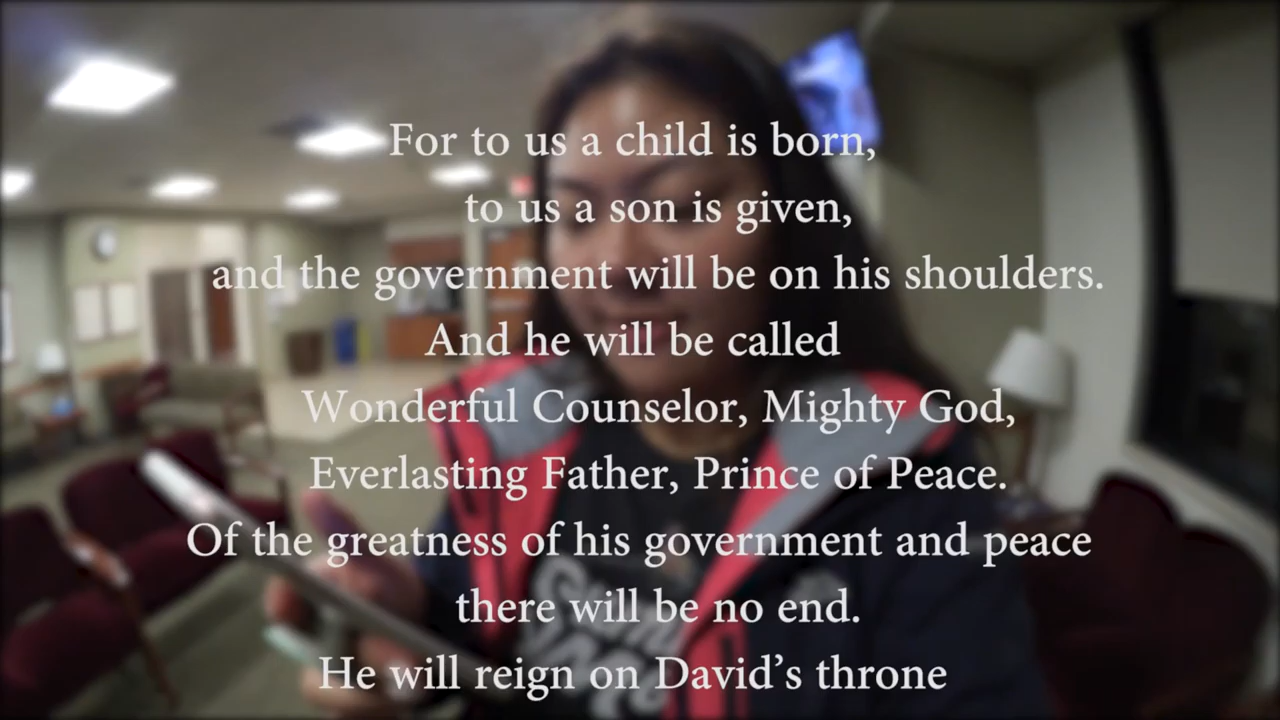 For to us a child is born,
to us a son is given,
and the government will be on his shoulders.
And he will be called
Wonderful Counselor, Mighty God,
Everlasting Father, Prince of Peace.
Of the greatness of his government and peace
there will be no end.
He will reign on David’s throne